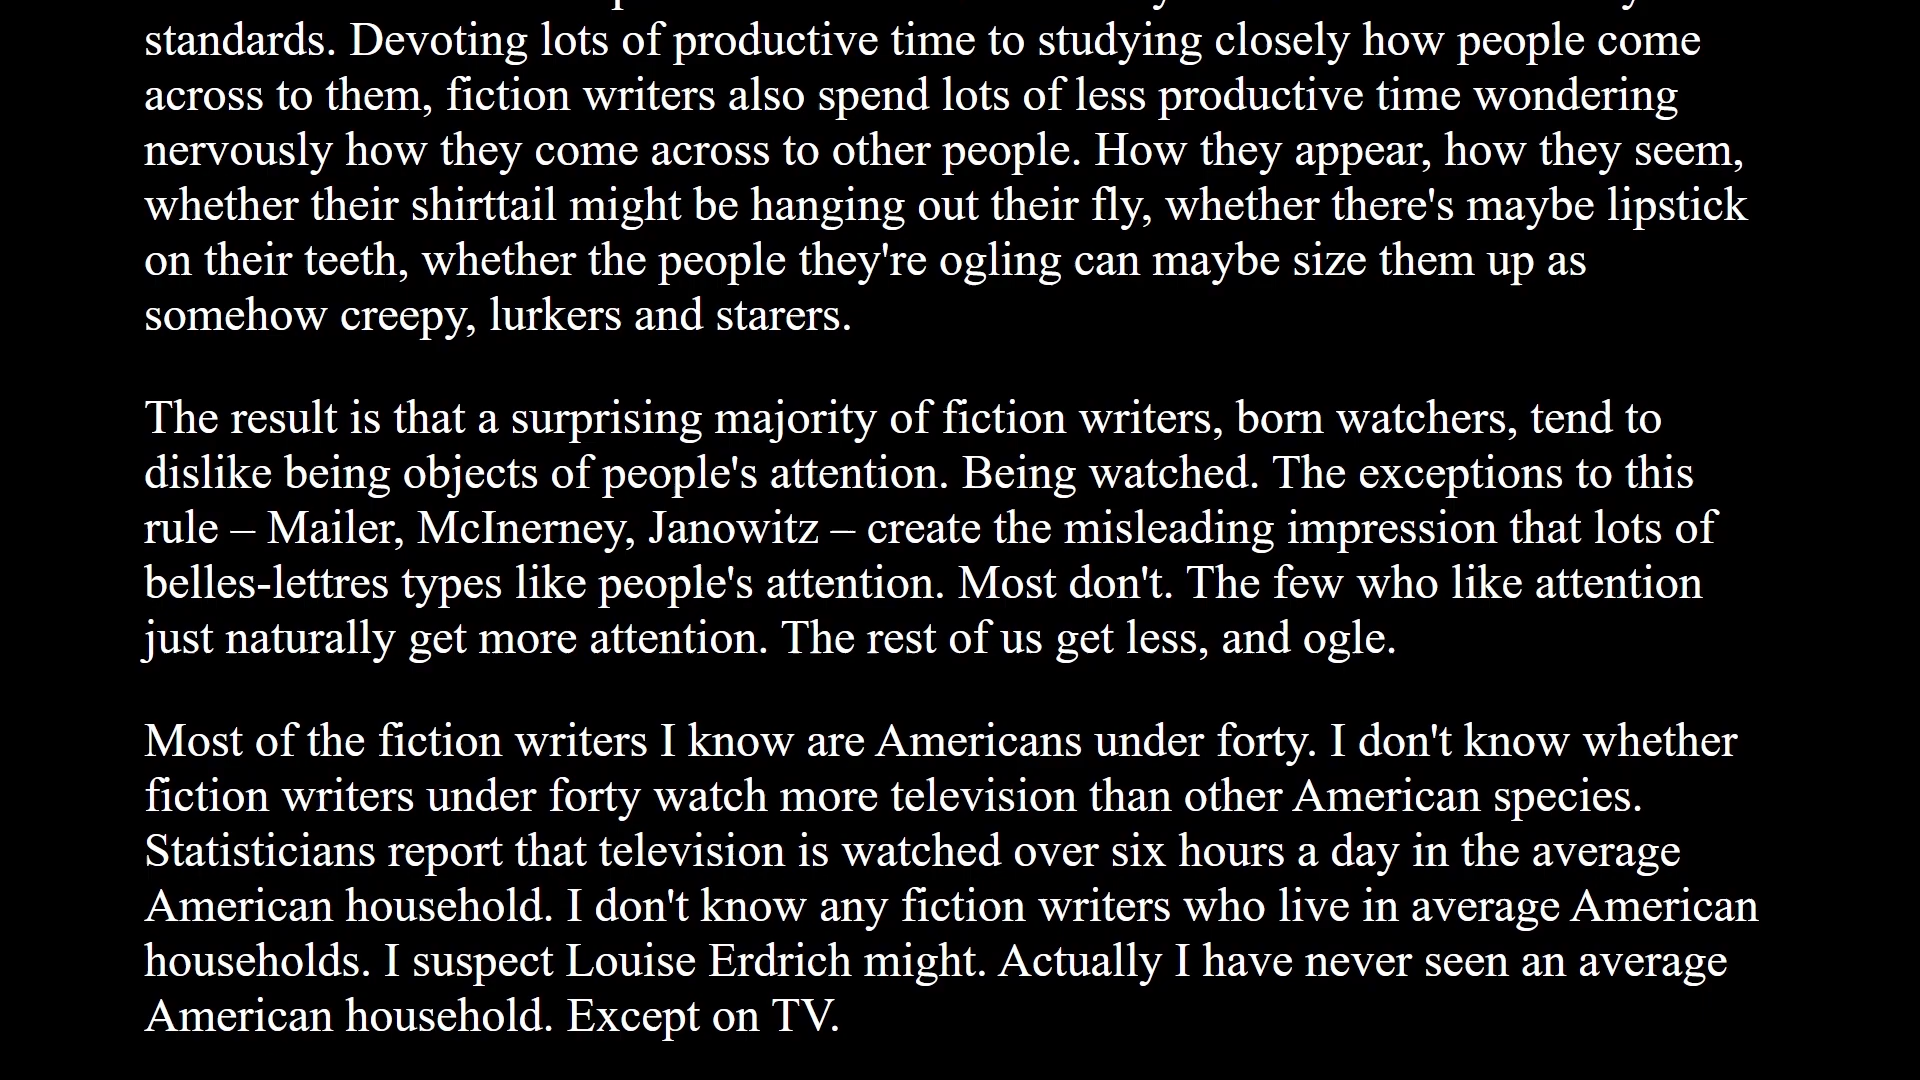 standards. Devoting lots of productive time to studying closely how people come
across to them, fiction writers also spend lots of less productive time wondering
nervously how they come across to other people. How they appear, how they seem,
whether their shirttail might be hanging out their fly, whether there's maybe lipstick
on their teeth, whether the people they're ogling can maybe size them up as
somehow creepy, lurkers and starers.
The result is that a surprising majority of fiction writers, born watchers, tend to
dislike being objects of people's attention. Being watched. The exceptions to this
rule – Mailer, McInerney, Janowitz – create the misleading impression that lots of
belles-lettres types like people's attention. Most don't. The few who like attention
just naturally get more attention. The rest of us get less, and ogle.
Most of the fiction writers I know are Americans under forty. I don't know whether
fiction writers under forty watch more television than other American species.
Statisticians report that television is watched over six hours a day in the average
American household. I don't know any fiction writers who live in average American
households. I suspect Louise Erdrich might. Actually I have never seen an average
American household. Except on TV.